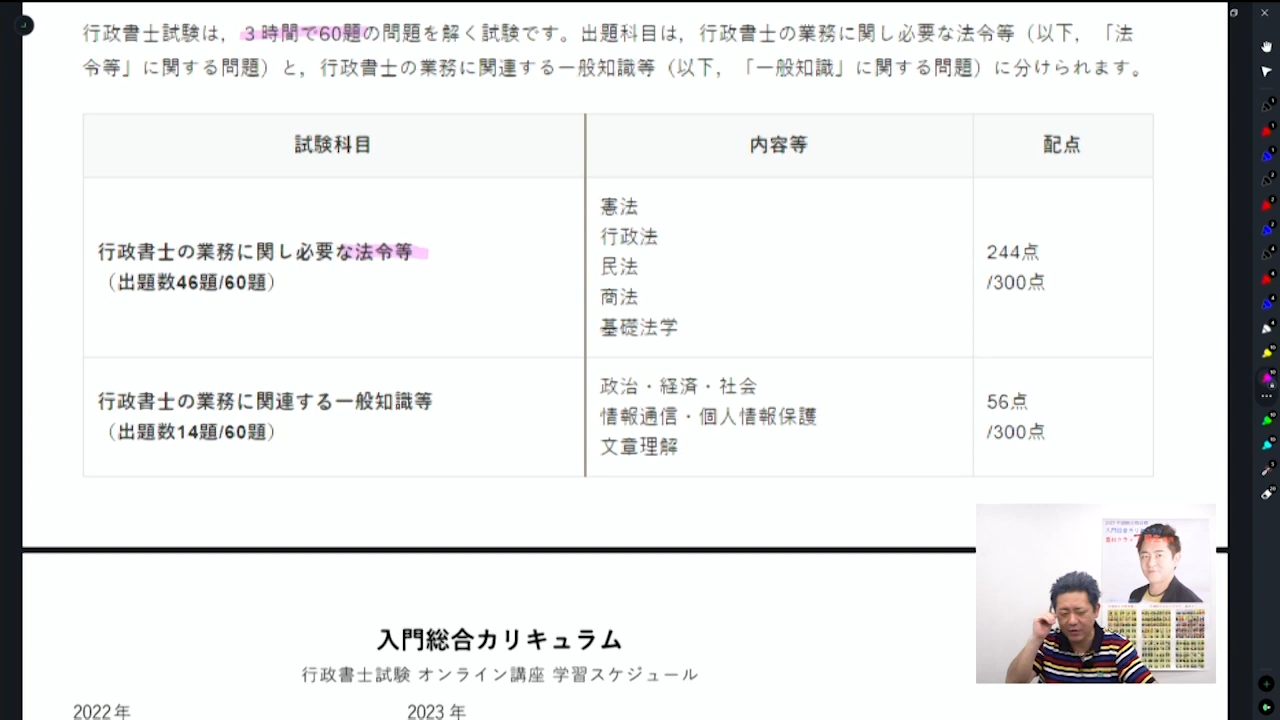 行政書士試験は，３時間で60題の問題を解く試験です。出題科目は，行政書士の業務に関し必要な法令等（以下，「法
令等」に関する問題）と，行政書士の業務に関連する一般知識等（以下，「一般知識」に関する問題）に分けられます。
試験科目
内容等
配点
行政書士の業務に関し必要な法令等
（出題数46題/60題）
憲法
行政法
民法
商法
基礎法学
244点
/300点
行政書士の業務に関連する一般知識等
（出題数14題/60題）
政治・経済・社会
情報通信・個人情報保護
文章理解
56点
/300点
入門総合カリキュラム
行政書士試験 オンライン講座 学習スケジュール
2022年
2023年